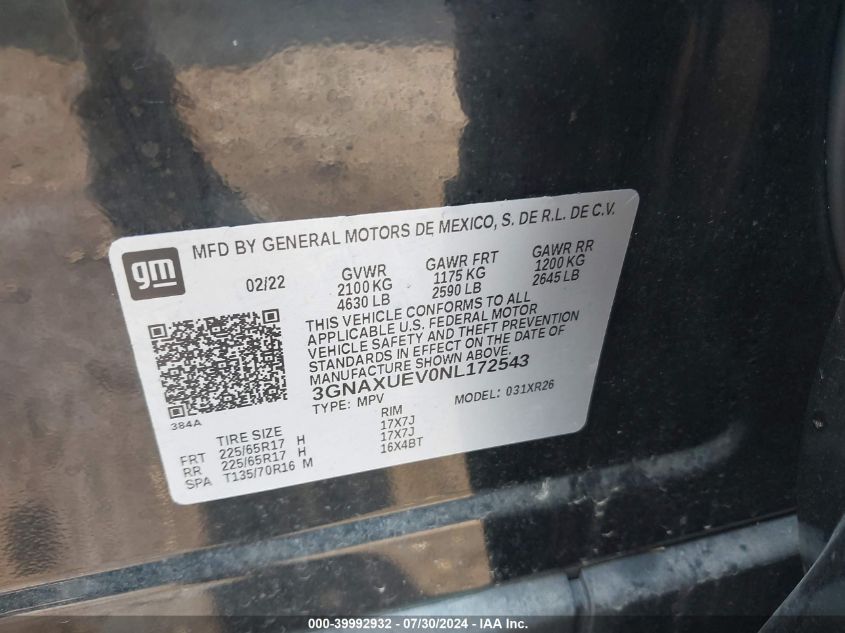 MFD BY GENERAL MOTORS DE MEXICO, S. DE R.L. DE C.V.
gm
02/22 GVWR GAWR FRT GAWR RR
2100 KG 1175 KG 1200 KG
4630 LB 2590 LB 2645 LB
THIS VEHICLE CONFORMS TO ALL
APPLICABLE U.S. FEDERAL MOTOR
VEHICLE SAFETY AND THEFT PREVENTION
STANDARDS IN EFFECT ON THE DATE OF
MANUFACTURE SHOWN ABOVE.
3GNAXUEV0NL172543
TYPE: MPV MODEL: 031XR26
384A
TIRE SIZE RIM
FRT 225/65R17 H 17X7J
RR 225/65R17 H 17X7J
SPA T135/70R16 M 16X4BT
000-39992932 / 07/30/2024 - IAA Inc.